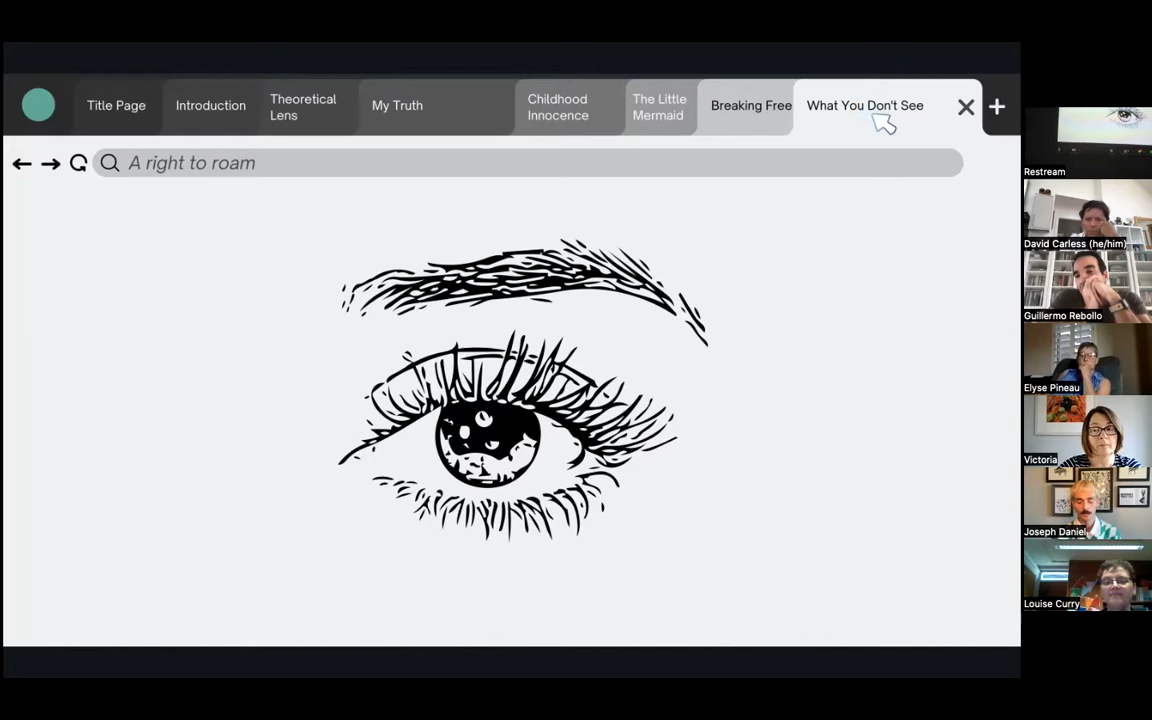 Title Page
Introduction
Theoretical
Lens
My Truth
Childhood
Innocence
The Little
Mermaid
Breaking Free
What You Don't See
A right to roam
Restream
David Carless (he/him)
Guillermo Rebollo
Elyse Pineau
Victoria
Joseph Daniel
Louise Curry